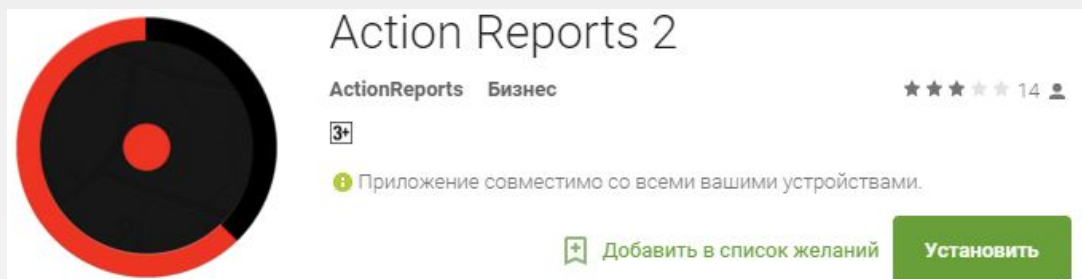 Action Reports 2
ActionReports Бизнес 14
3+
Приложение совместимо со всеми вашими устройствами.
Добавить в список желаний Установить